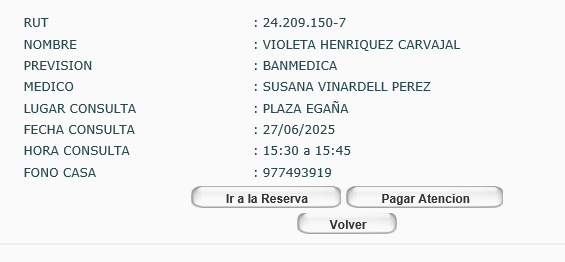 RUT : 24.209.150-7
NOMBRE : VIOLETA HENRIQUEZ CARVAJAL
PREVISION : BANMEDICA
MEDICO : SUSANA VINARDELL PEREZ
LUGAR CONSULTA : PLAZA EGAÑA
FECHA CONSULTA : 27/06/2025
HORA CONSULTA : 15:30 a 15:45
FONO CASA : 977493919
Ir a la Reserva Pagar Atencion
Volver